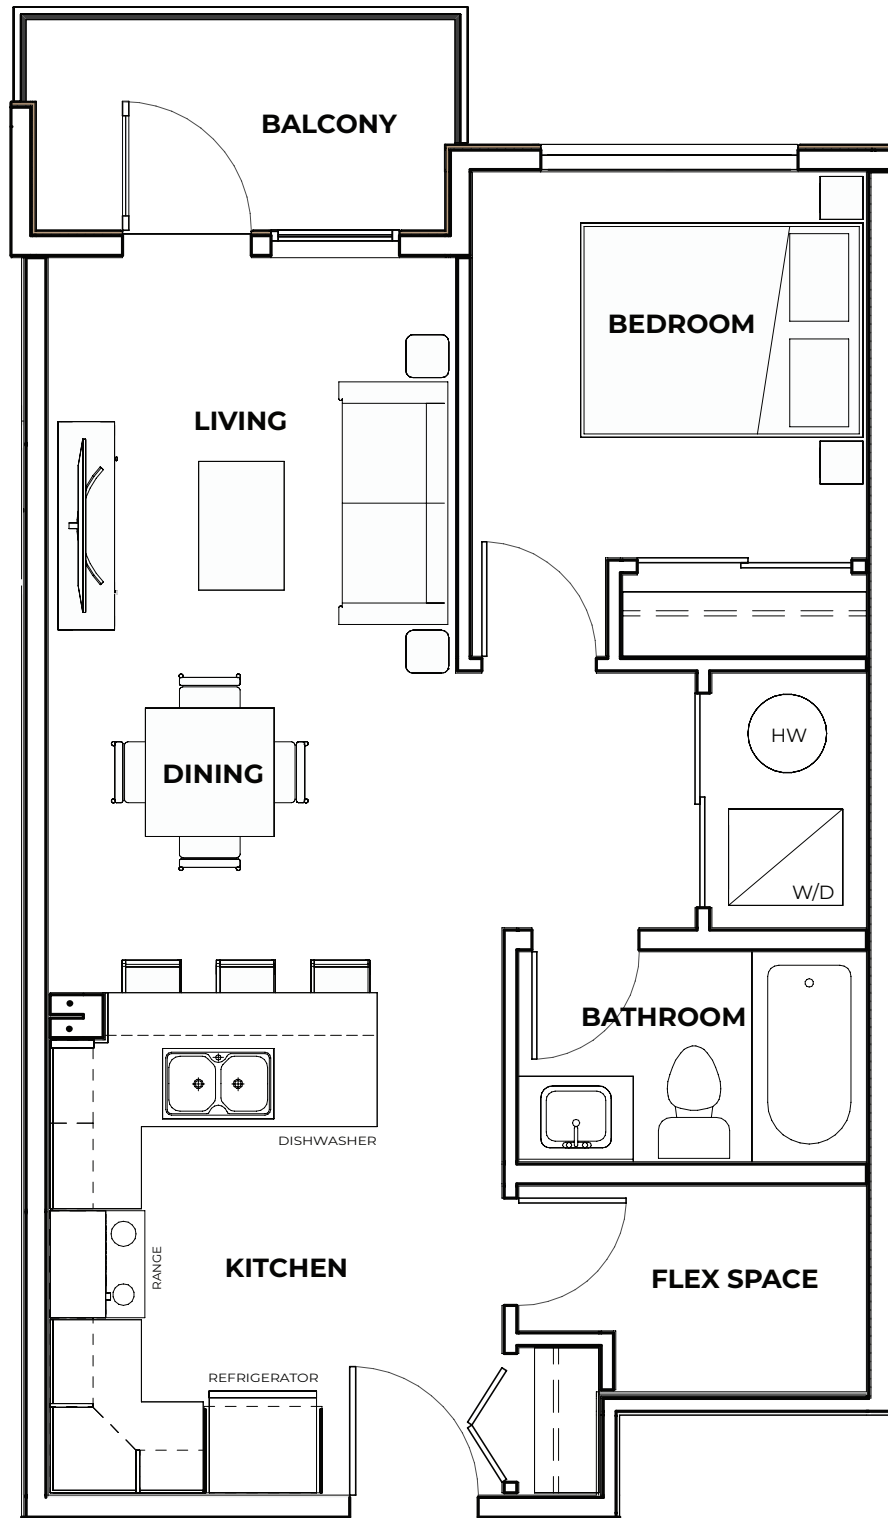 BALCONY
BEDROOM
LIVING
HW
DINING
W/D
BATHROOM
DISHWASHER
RANGE
KITCHEN
FLEX SPACE
REFRIGERATOR